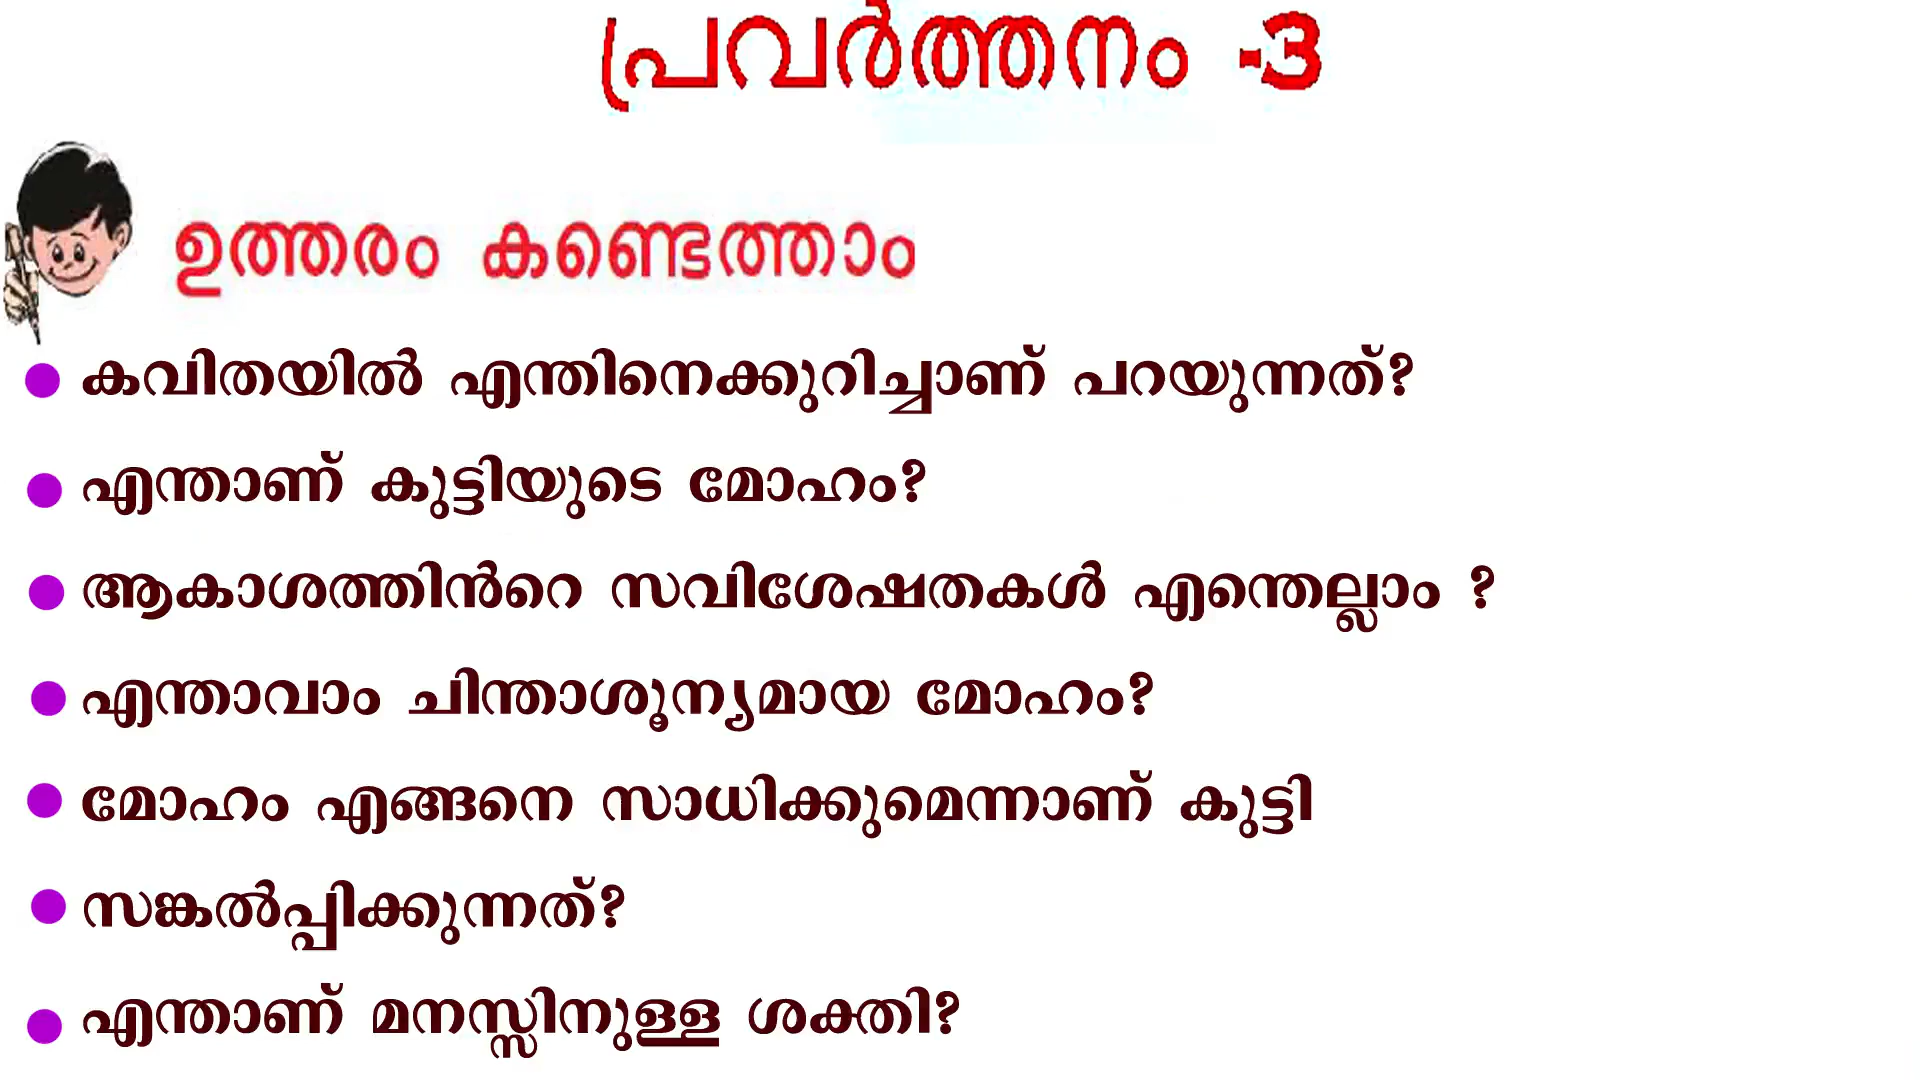 പ്രവർത്തനം -3
ഉത്തരം കണ്ടെത്താം
● കവിതയിൽ എന്തിനെക്കുറിച്ചാണ് പറയുന്നത്?
● എന്താണ് കുട്ടിയുടെ മോഹം?
● ആകാശത്തിൻറെ സവിശേഷതകൾ എന്തെല്ലാം ?
● എന്താവാം ചിന്താശൂന്യമായ മോഹം?
● മോഹം എങ്ങനെ സാധിക്കുമെന്നാണ് കുട്ടി
● സങ്കൽപ്പിക്കുന്നത്?
● എന്താണ് മനസ്സിനുള്ള ശക്തി?